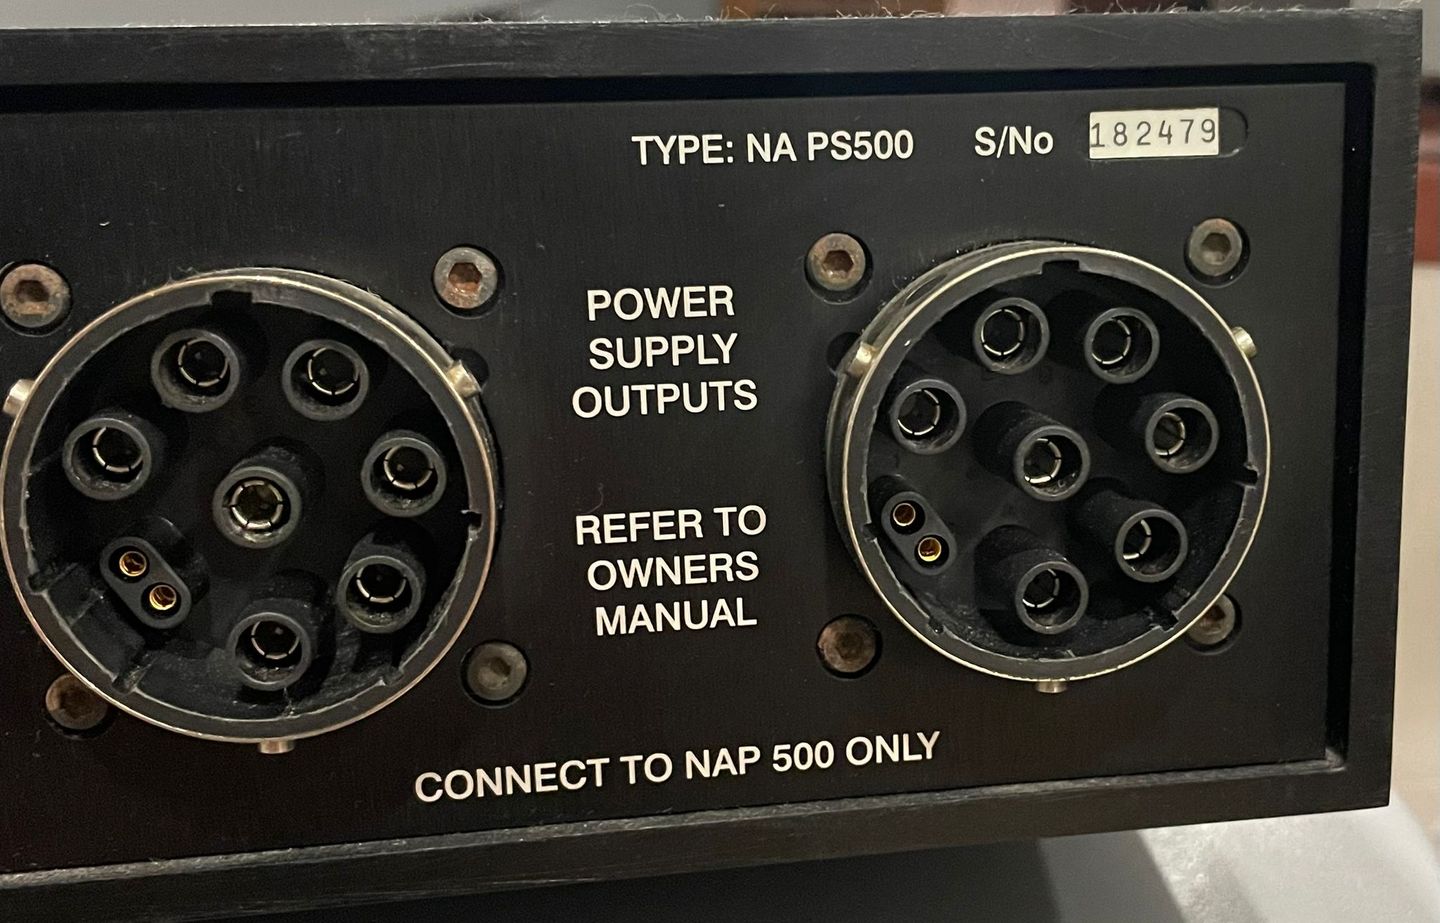 TYPE: NA PS500 S/No 182479
POWER
SUPPLY
OUTPUTS
REFER TO
OWNERS
MANUAL
CONNECT TO NAP 500 ONLY